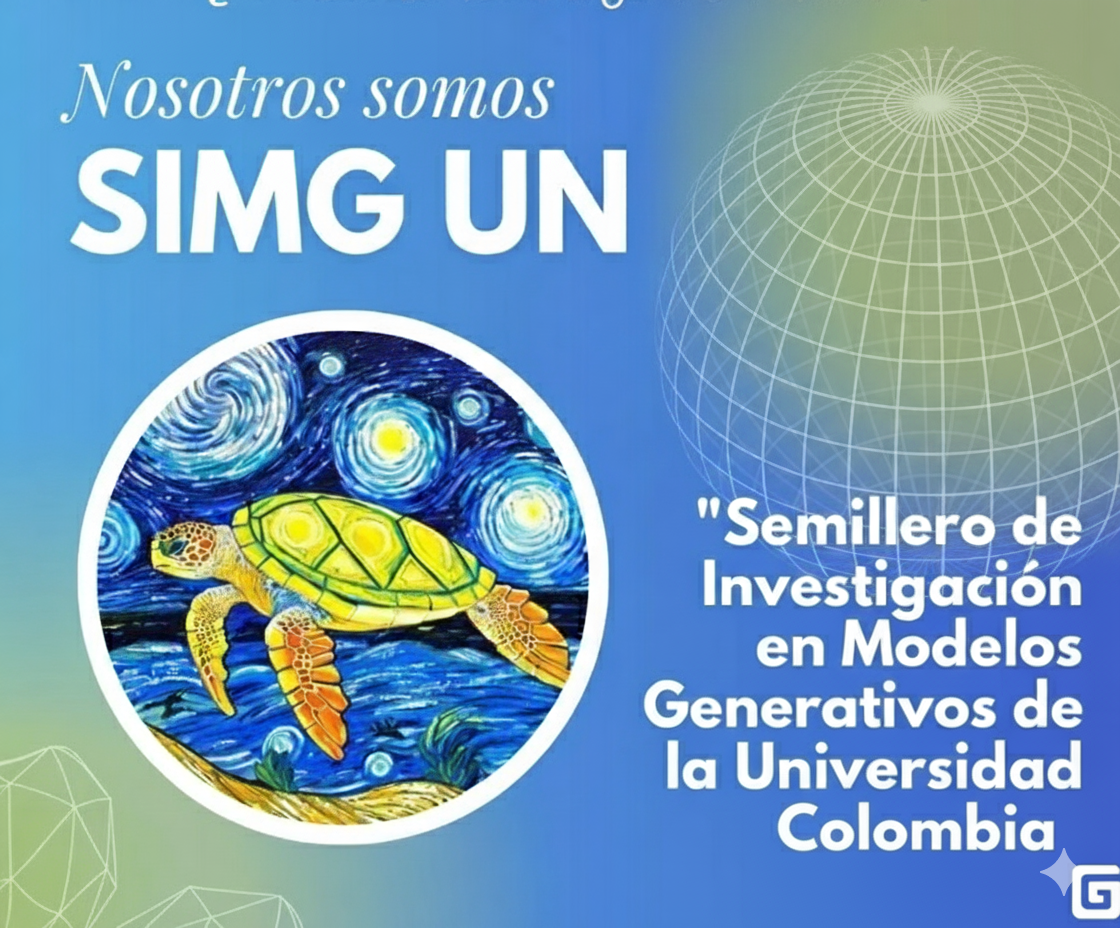 Nosotros somos
SIMG UN
"Semillero de
Investigación
en Modelos
Generativos de
la Universidad
Colombia
G